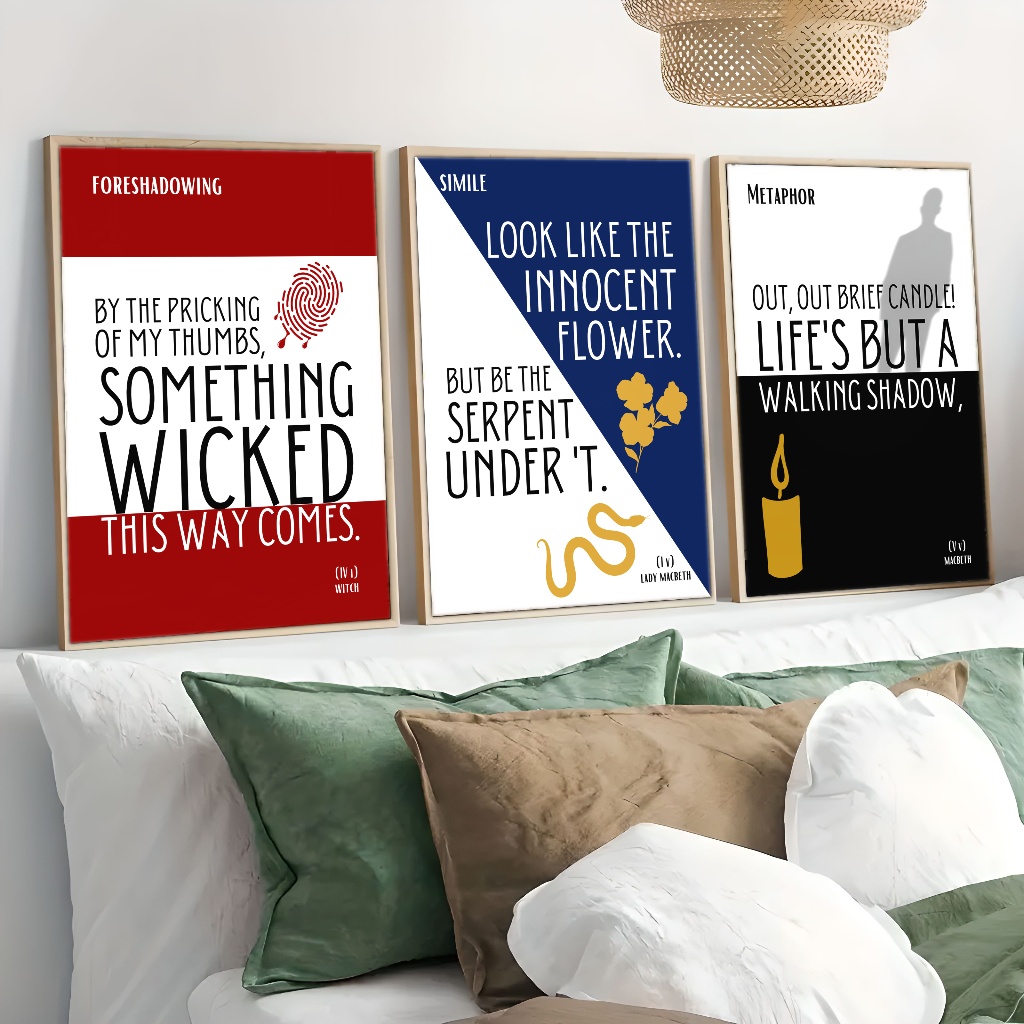 FORESHADOWING
BY THE PRICKING
OF MY THUMBS,
SOMETHING
WICKED
THIS WAY COMES.
(IV i)
WITCH
SIMILE
LOOK LIKE THE
INNOCENT
FLOWER.
BUT BE THE
SERPENT
UNDER 'T.
(I v)
LADY MACBETH
METAPHOR
OUT, OUT BRIEF CANDLE!
LIFE'S BUT A
WALKING SHADOW,
(V v)
MACBETH